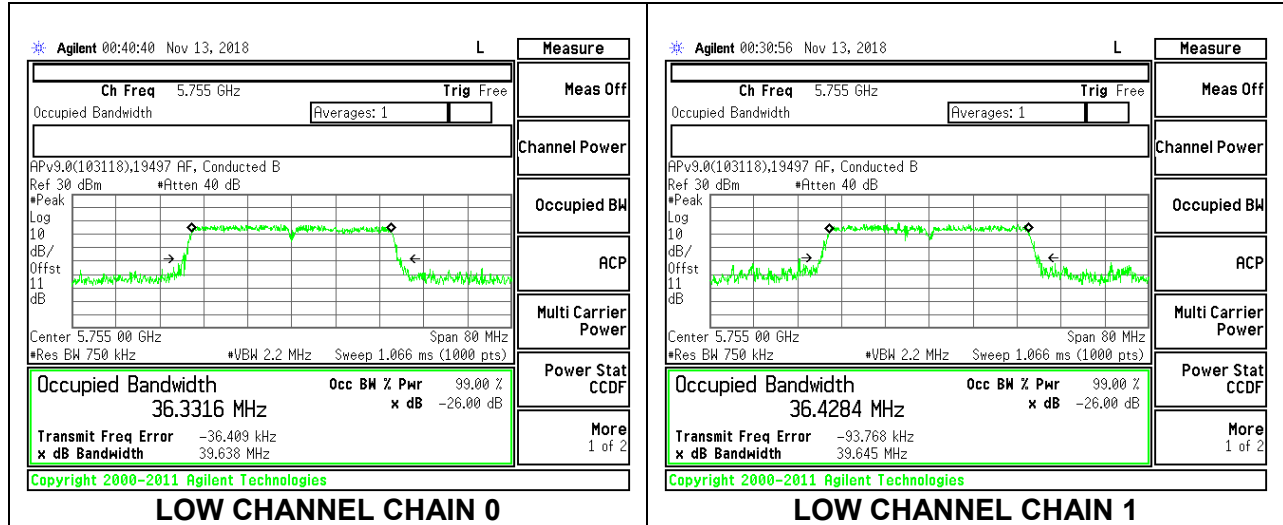 Agilent 00:40:40 Nov 13, 2018 L
Measure
Ch Freq 5.755 GHz Trig Free
Occupied Bandwidth Averages: 1
Meas Off
Channel Power
Occupied BW
ACP
Multi Carrier
Power
Power Stat
CCDF
More
1 of 2
APv9.0(103118),19497 AF, Conducted B
Ref 30 dBm #Atten 40 dB
#Peak
Log
10
dB/
Offst
11
dB
Center 5.755 00 GHz Span 80 MHz
#Res BW 750 kHz #VBW 2.2 MHz Sweep 1.066 ms (1000 pts)
Occupied Bandwidth Occ BW % Pwr 99.00 %
36.3316 MHz x dB -26.00 dB
Transmit Freq Error -36.409 kHz
x dB Bandwidth 39.638 MHz
Copyright 2000-2011 Agilent Technologies
LOW CHANNEL CHAIN 0
Agilent 00:30:56 Nov 13, 2018 L
Measure
Ch Freq 5.755 GHz Trig Free
Occupied Bandwidth Averages: 1
Meas Off
Channel Power
Occupied BW
ACP
Multi Carrier
Power
Power Stat
CCDF
More
1 of 2
APv9.0(103118),19497 AF, Conducted B
Ref 30 dBm #Atten 40 dB
#Peak
Log
10
dB/
Offst
11
dB
Center 5.755 00 GHz Span 80 MHz
#Res BW 750 kHz #VBW 2.2 MHz Sweep 1.066 ms (1000 pts)
Occupied Bandwidth Occ BW % Pwr 99.00 %
36.4284 MHz x dB -26.00 dB
Transmit Freq Error -93.768 kHz
x dB Bandwidth 39.645 MHz
Copyright 2000-2011 Agilent Technologies
LOW CHANNEL CHAIN 1